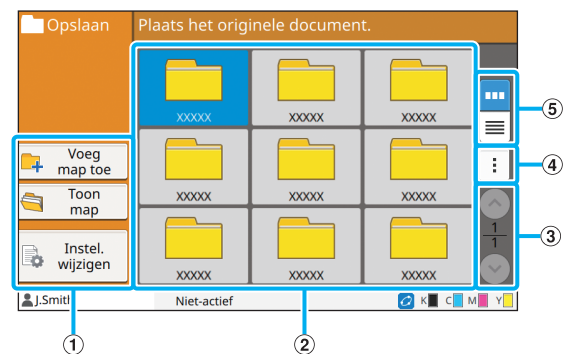 Opslaan
Plaats het originele document.
XXXXX XXXXX XXXXX
5
4
Voeg
map toe
XXXXX XXXXX XXXXX
Toon
map
1
1
3
Instel.
wijzigen
XXXXX XXXXX XXXXX
J.Smith
Niet-actief
K C M Y
1
2